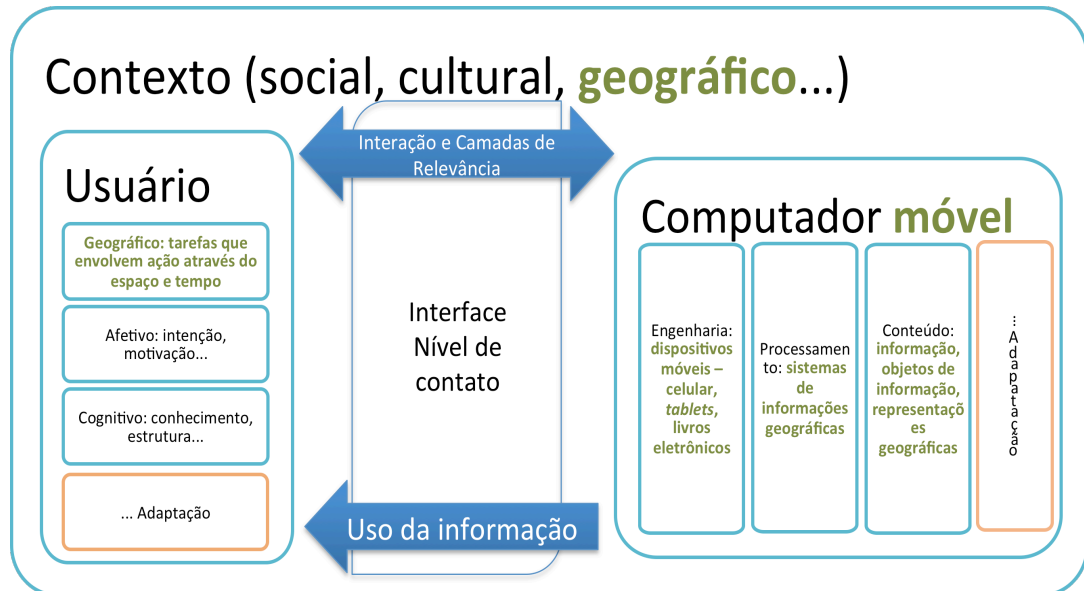 Contexto (social, cultural, geográfico...)
Interação e Camadas de
Relevância
Usuário
Geográfico: tarefas que
envolvem ação através do
espaço e tempo
Afetivo: intenção,
motivação...
Cognitivo: conhecimento,
estrutura...
... Adaptação
Interface
Nível de
contato
Uso da informação
Computador móvel
Engenharia:
dispositivos
móveis –
celular,
tablets,
livros
eletrônicos
Processamen
to: sistemas
de
informações
geográficas
Conteúdo:
informação,
objetos de
informação,
representaçõ
es
geográficas
...Adapatação